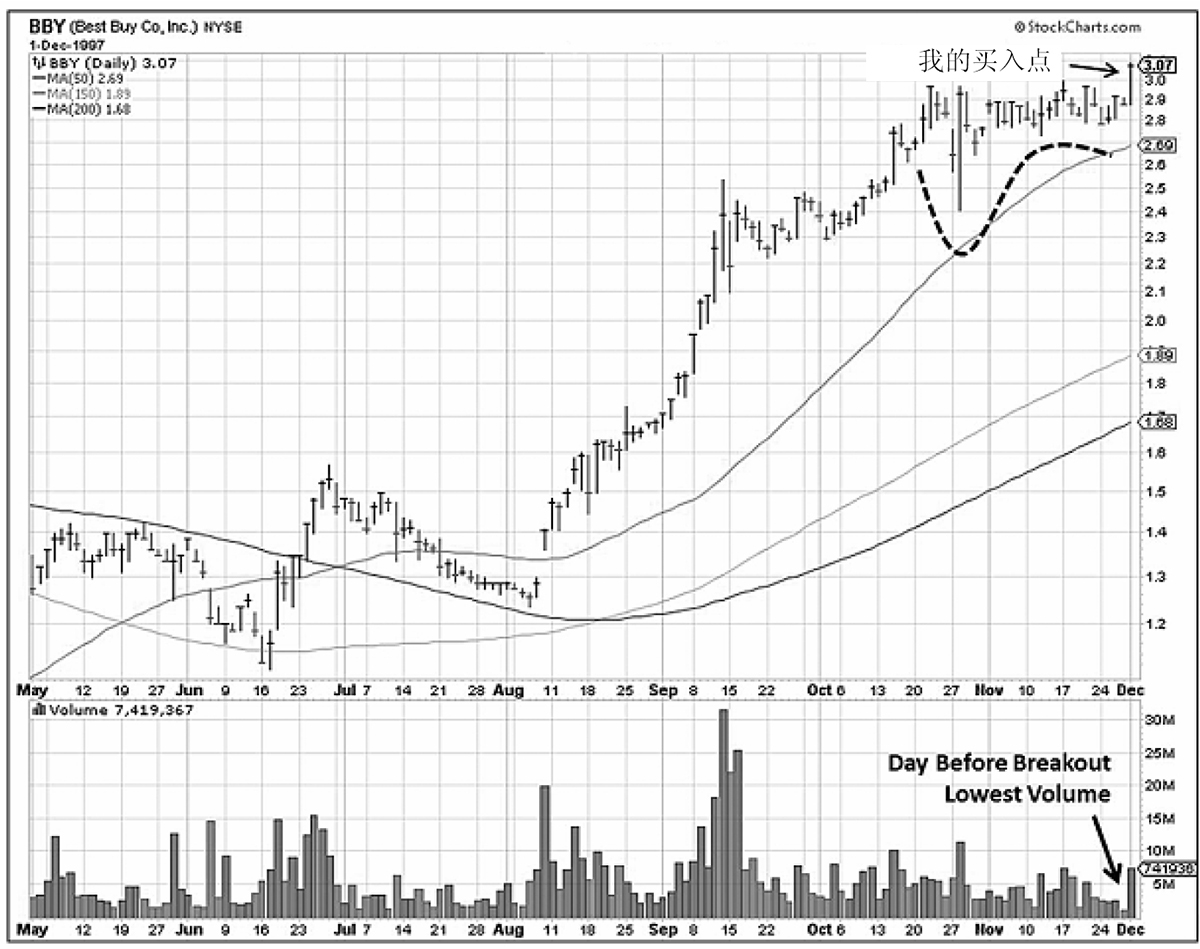 BBY (Best Buy Co, Inc.) NYSE
© StockCharts.com
1-Dec-1997
BBY (Daily) 3.07
MA(50) 2.69
MA(150) 1.89
MA(200) 1.68
我的买入点
3.07
3.0
2.9
2.8
2.69
2.6
2.5
2.4
2.3
2.2
2.1
2.0
1.89
1.8
1.68
1.6
1.5
1.4
1.3
1.2
May 12 19 27 Jun 9 16 23 Jul 7 14 21 28 Aug 11 18 25 Sep 8 15 22 Oct 6 13 20 27 Nov 10 17 24 Dec
Volume 7,419,367
30M
25M
20M
15M
10M
741936
5M
Day Before Breakout
Lowest Volume
May 12 19 27 Jun 9 16 23 Jul 7 14 21 28 Aug 11 18 25 Sep 8 15 22 Oct 6 13 20 27 Nov 10 17 24 Dec